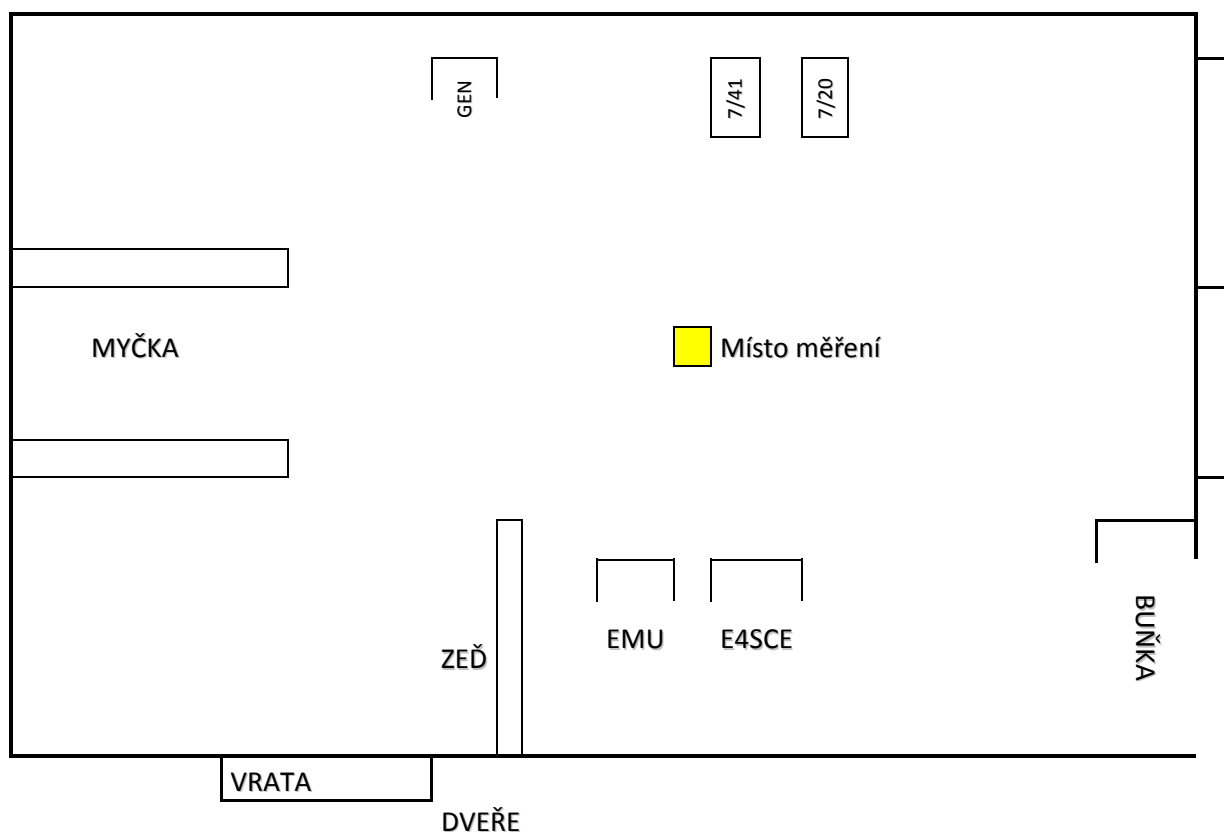 GEN
7/41
7/20
MYČKA
Místo měření
ZEĎ
EMU
E4SCE
BUŇKA
VRATA
DVEŘE